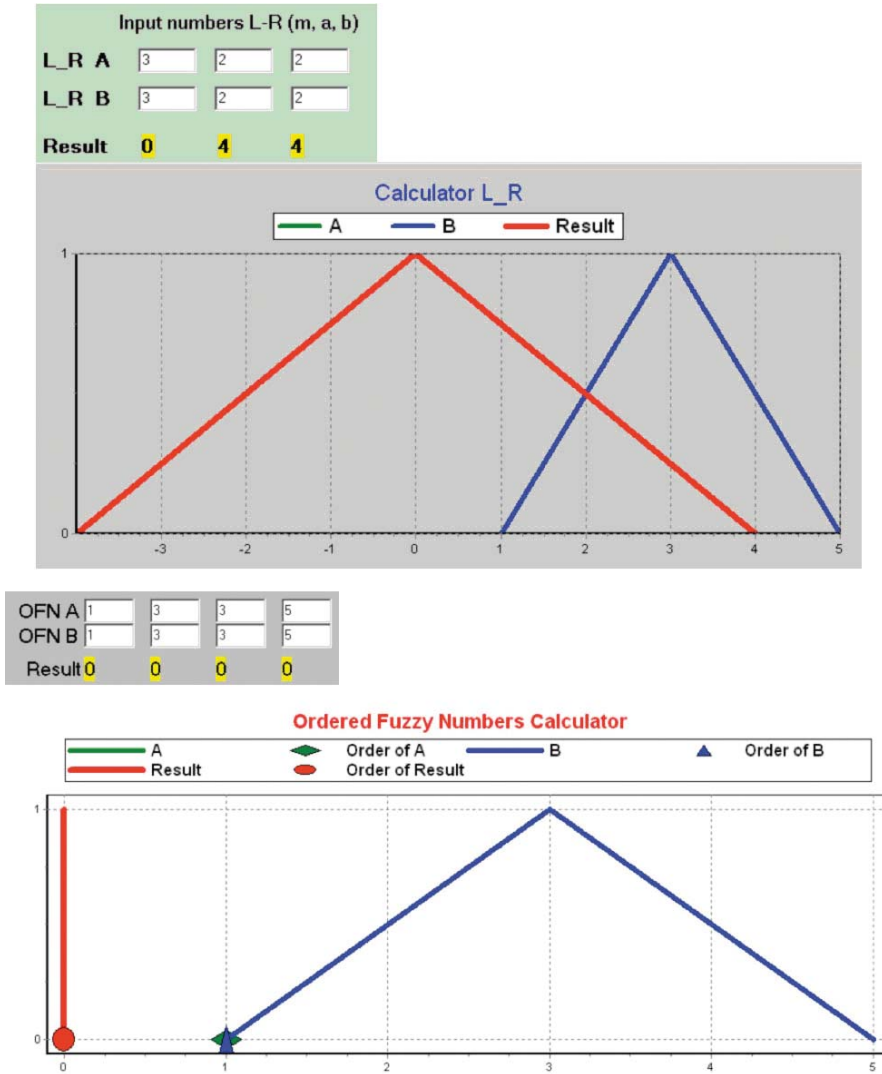 Input numbers L-R (m, a, b)
L_R A 3 2 2
L_R B 3 2 2
Result 0 4 4
Calculator L_R
A B Result
1
0
-3 -2 -1 0 1 2 3 4 5
OFN A 1 3 3 5
OFN B 1 3 3 5
Result 0 0 0 0
Ordered Fuzzy Numbers Calculator
A Order of A B Order of B
Result Order of Result
1
0
0 1 2 3 4 5